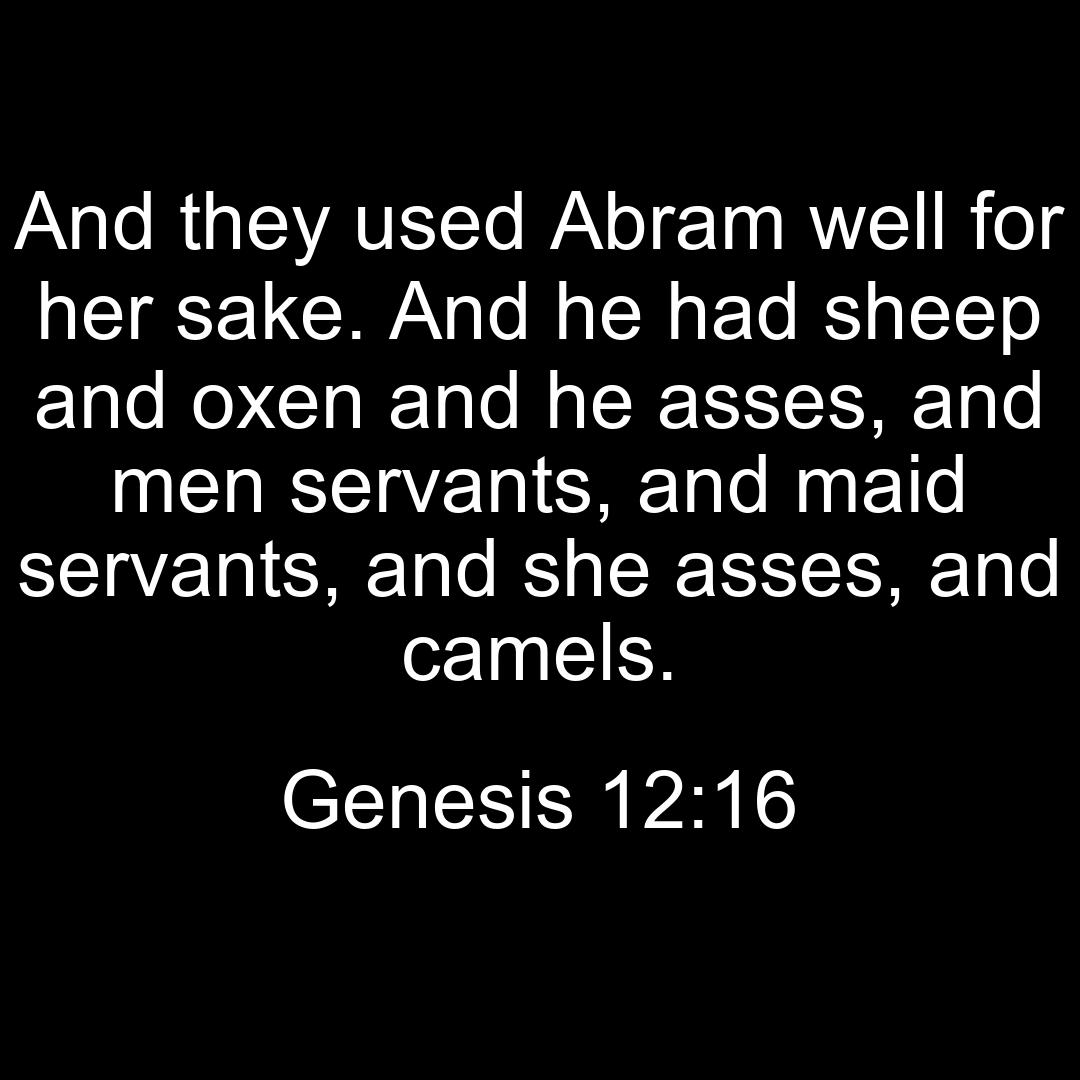 And they used Abram well for
her sake. And he had sheep
and oxen and he asses, and
men servants, and maid
servants, and she asses, and
camels.
Genesis 12:16